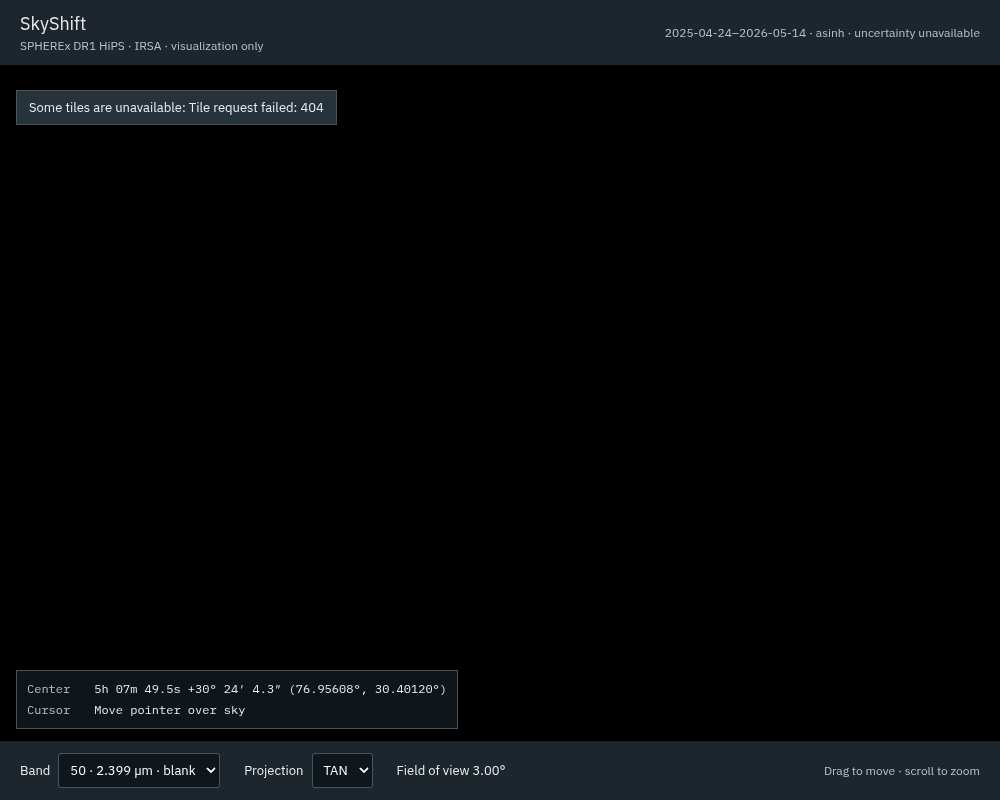 SkyShift
SPHEREx DR1 HiPS · IRSA · visualization only
2025-04-24–2026-05-14 · asinh · uncertainty unavailable
Some tiles are unavailable: Tile request failed: 404
Center 5h 07m 49.5s +30° 24′ 4.3″ (76.95608°, 30.40120°)
Cursor Move pointer over sky
Band 50 · 2.399 µm · blank Projection TAN Field of view 3.00° Drag to move · scroll to zoom